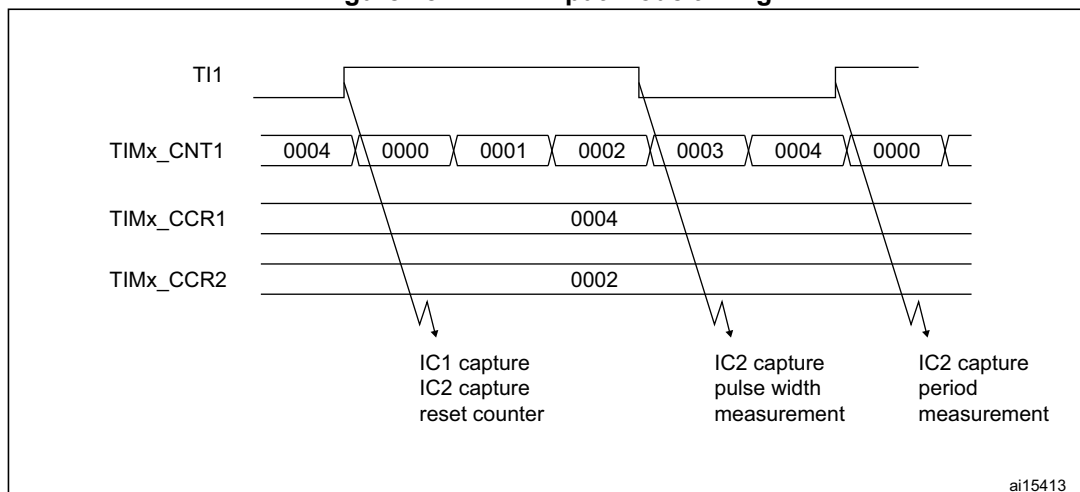 TI1
TIMx_CNT1 0004 0000 0001 0002 0003 0004 0000
TIMx_CCR1 0004
TIMx_CCR2 0002
IC1 capture
IC2 capture
reset counter
IC2 capture
pulse width
measurement
IC2 capture
period
measurement
ai15413